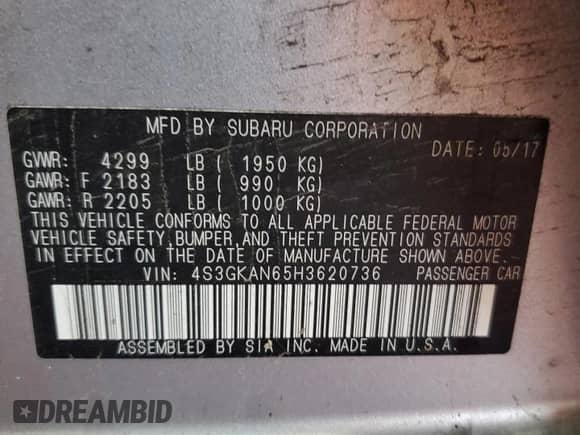 MFD BY SUBARU CORPORATION
DATE: 05/17
GVWR: 4299 LB ( 1950 KG)
GAWR: F 2183 LB ( 990 KG)
GAWR: R 2205 LB ( 1000 KG)
THIS VEHICLE CONFORMS TO ALL APPLICABLE FEDERAL MOTOR
VEHICLE SAFETY,BUMPER,AND THEFT PREVENTION STANDARDS
IN EFFECT ON THE DATE OF MANUFACTURE SHOWN ABOVE.
VIN: 4S3GKAN65H3620736 PASSENGER CAR
ASSEMBLED BY SIA INC. MADE IN U.S.A.
DREAMBID